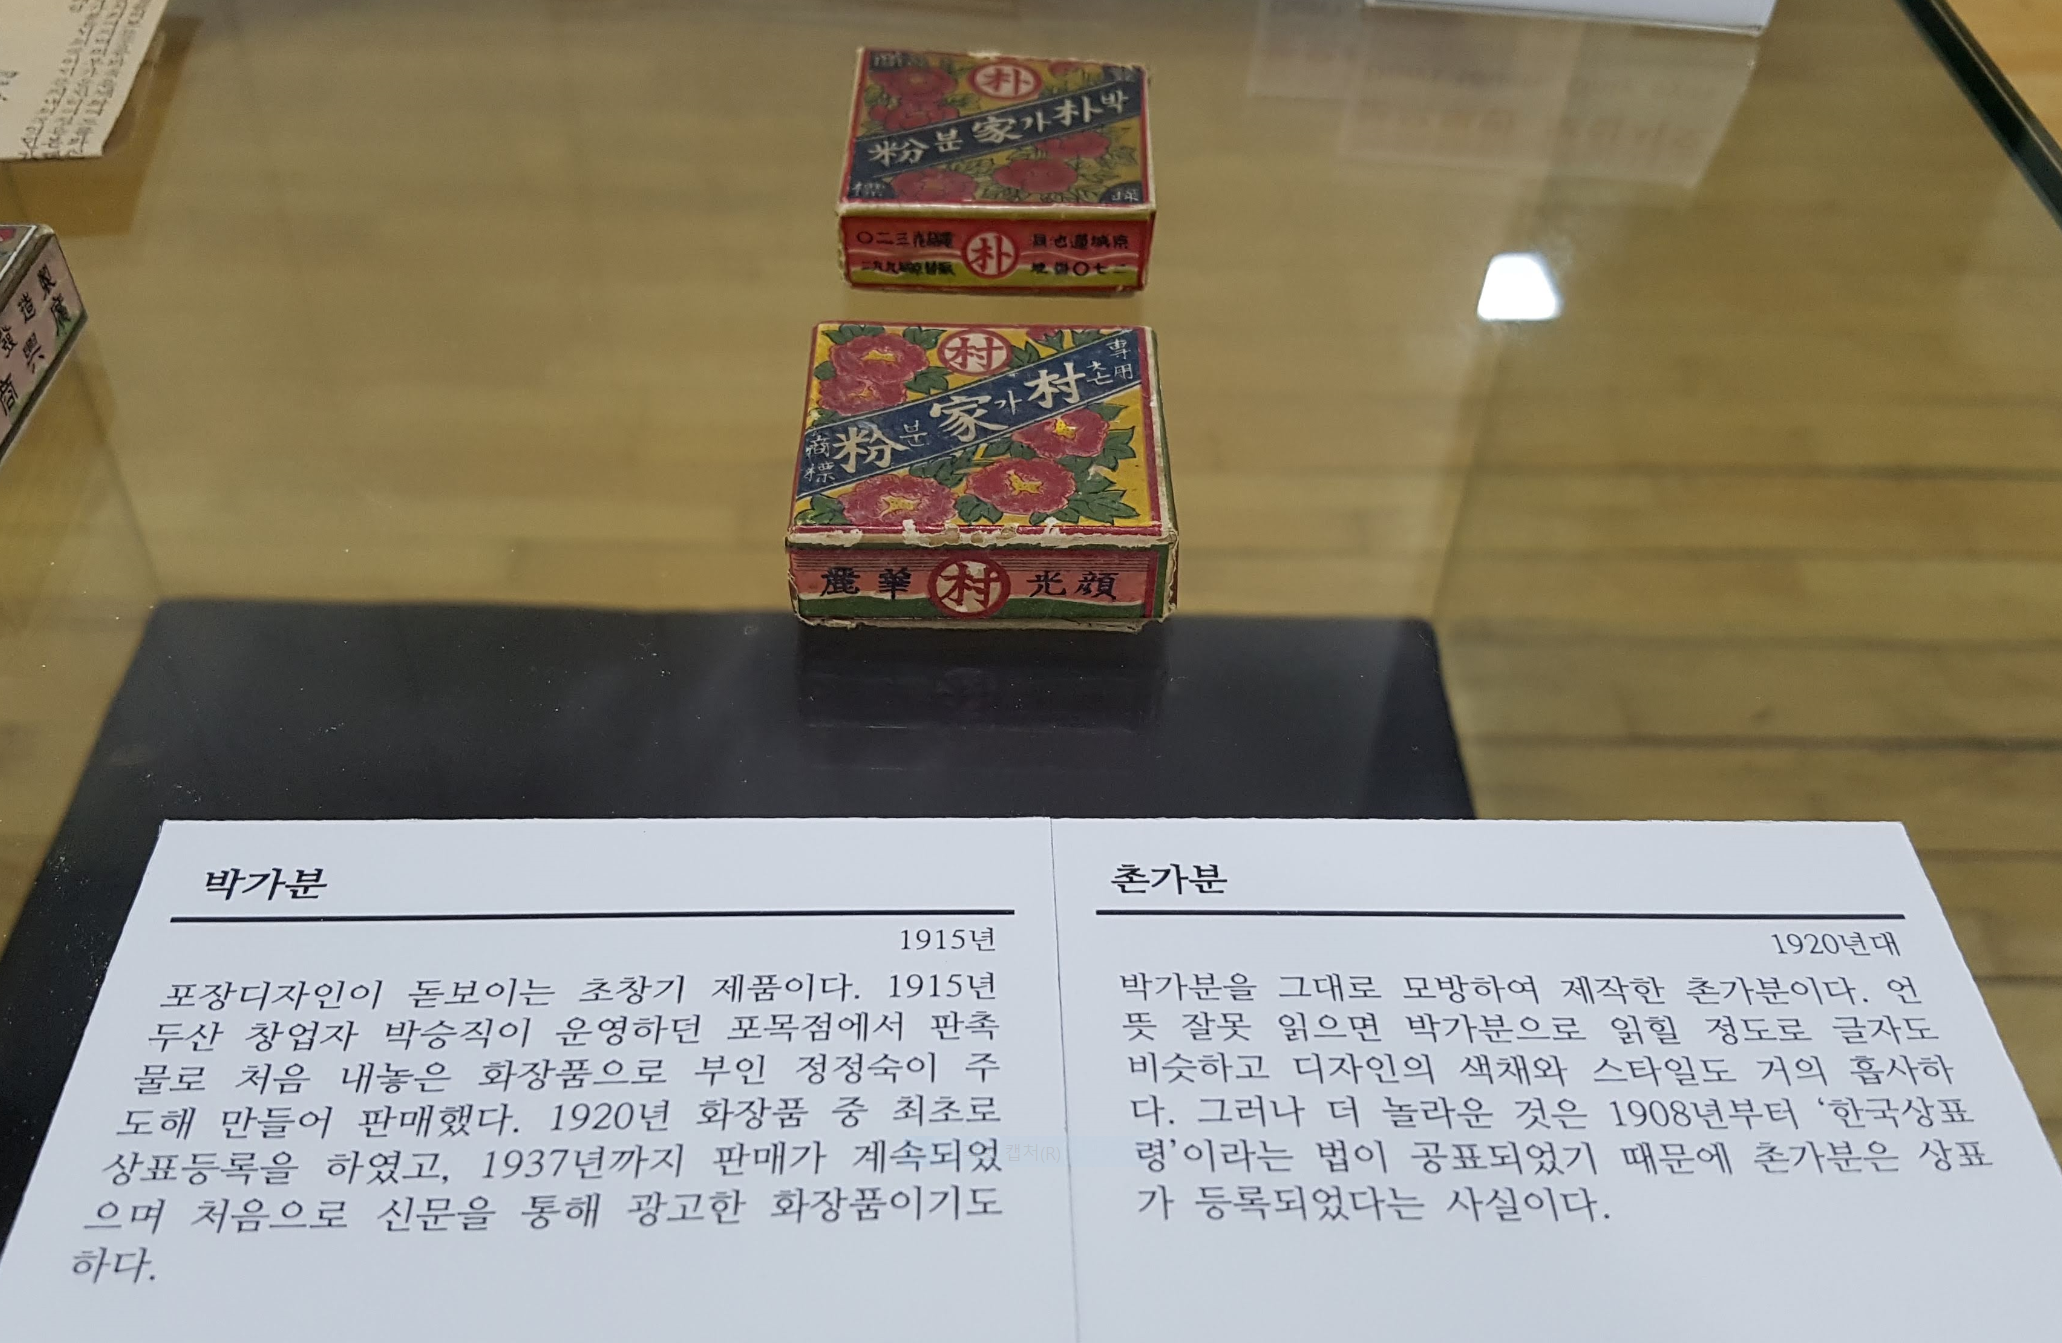 朴
粉분家가朴박
朴
村
専用
粉분家가村촌
商標
麗華 村 光顔
製造
廣興
發
商
박가분
1915년
포장디자인이 돋보이는 초창기 제품이다. 1915년
두산 창업자 박승직이 운영하던 포목점에서 판촉
물로 처음 내놓은 화장품으로 부인 정정숙이 주
도해 만들어 판매했다. 1920년 화장품 중 최초로
상표등록을 하였고, 1937년까지 판매가 계속되었
으며 처음으로 신문을 통해 광고한 화장품이기도
하다.
촌가분
1920년대
박가분을 그대로 모방하여 제작한 촌가분이다. 언
뜻 잘못 읽으면 박가분으로 읽힐 정도로 글자도
비슷하고 디자인의 색채와 스타일도 거의 흡사하
다. 그러나 더 놀라운 것은 1908년부터 ‘한국상표
령’이라는 법이 공표되었기 때문에 촌가분은 상표
가 등록되었다는 사실이다.
캡처(R)